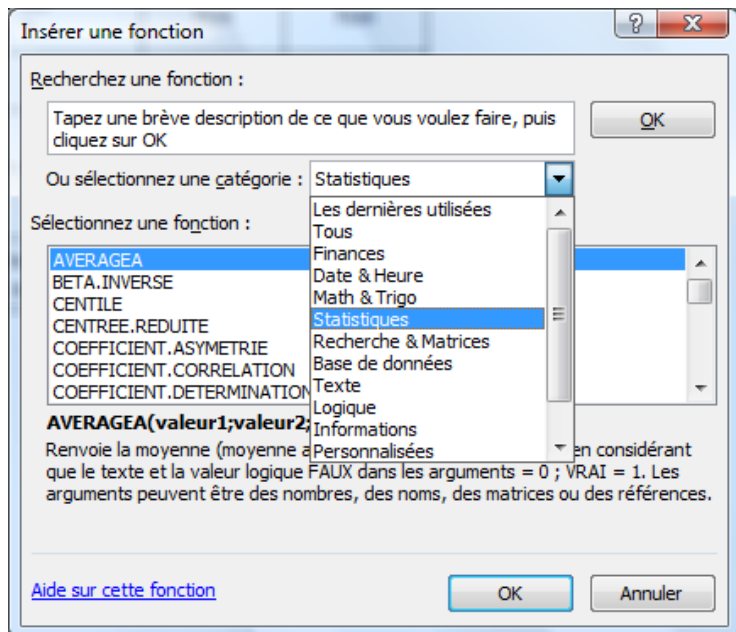 Insérer une fonction
Recherchez une fonction :
Tapez une brève description de ce que vous voulez faire, puis
cliquez sur OK
OK
Ou sélectionnez une catégorie : Statistiques
Les dernières utilisées
Tous
Finances
Date & Heure
Math & Trigo
Statistiques
Recherche & Matrices
Base de données
Texte
Logique
Informations
Personnalisées
Sélectionnez une fonction :
AVERAGEA
BETA.INVERSE
CENTILE
CENTREE.REDUITE
COEFFICIENT.ASYMETRIE
COEFFICIENT.CORRELATION
COEFFICIENT.DETERMINATION
AVERAGEA(valeur1;valeur2;
Renvoie la moyenne (moyenne a en considérant
que le texte et la valeur logique FAUX dans les arguments = 0 ; VRAI = 1. Les
arguments peuvent être des nombres, des noms, des matrices ou des références.
Aide sur cette fonction
OK
Annuler